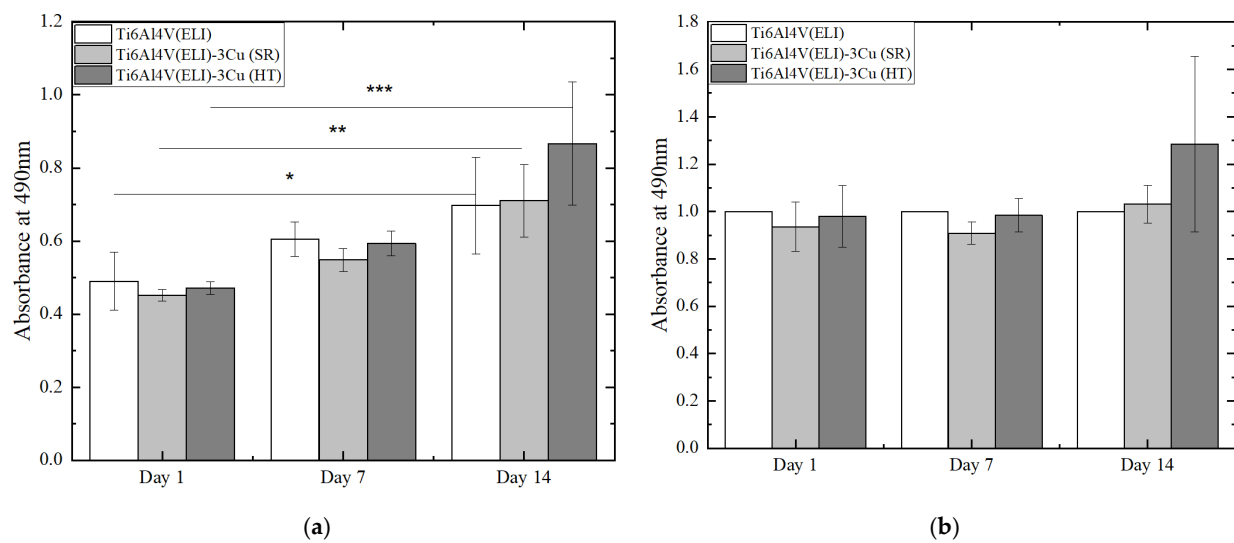 Ti6Al4V(ELI)
Ti6Al4V(ELI)-3Cu (SR)
Ti6Al4V(ELI)-3Cu (HT)
Absorbance at 490nm
1.2
1.0
0.8
0.6
0.4
0.2
0.0
***
**
*
Day 1
Day 7
Day 14
(a)
Ti6Al4V(ELI)
Ti6Al4V(ELI)-3Cu (SR)
Ti6Al4V(ELI)-3Cu (HT)
Absorbance at 490nm
1.8
1.6
1.4
1.2
1.0
0.8
0.6
0.4
0.2
0.0
Day 1
Day 7
Day 14
(b)